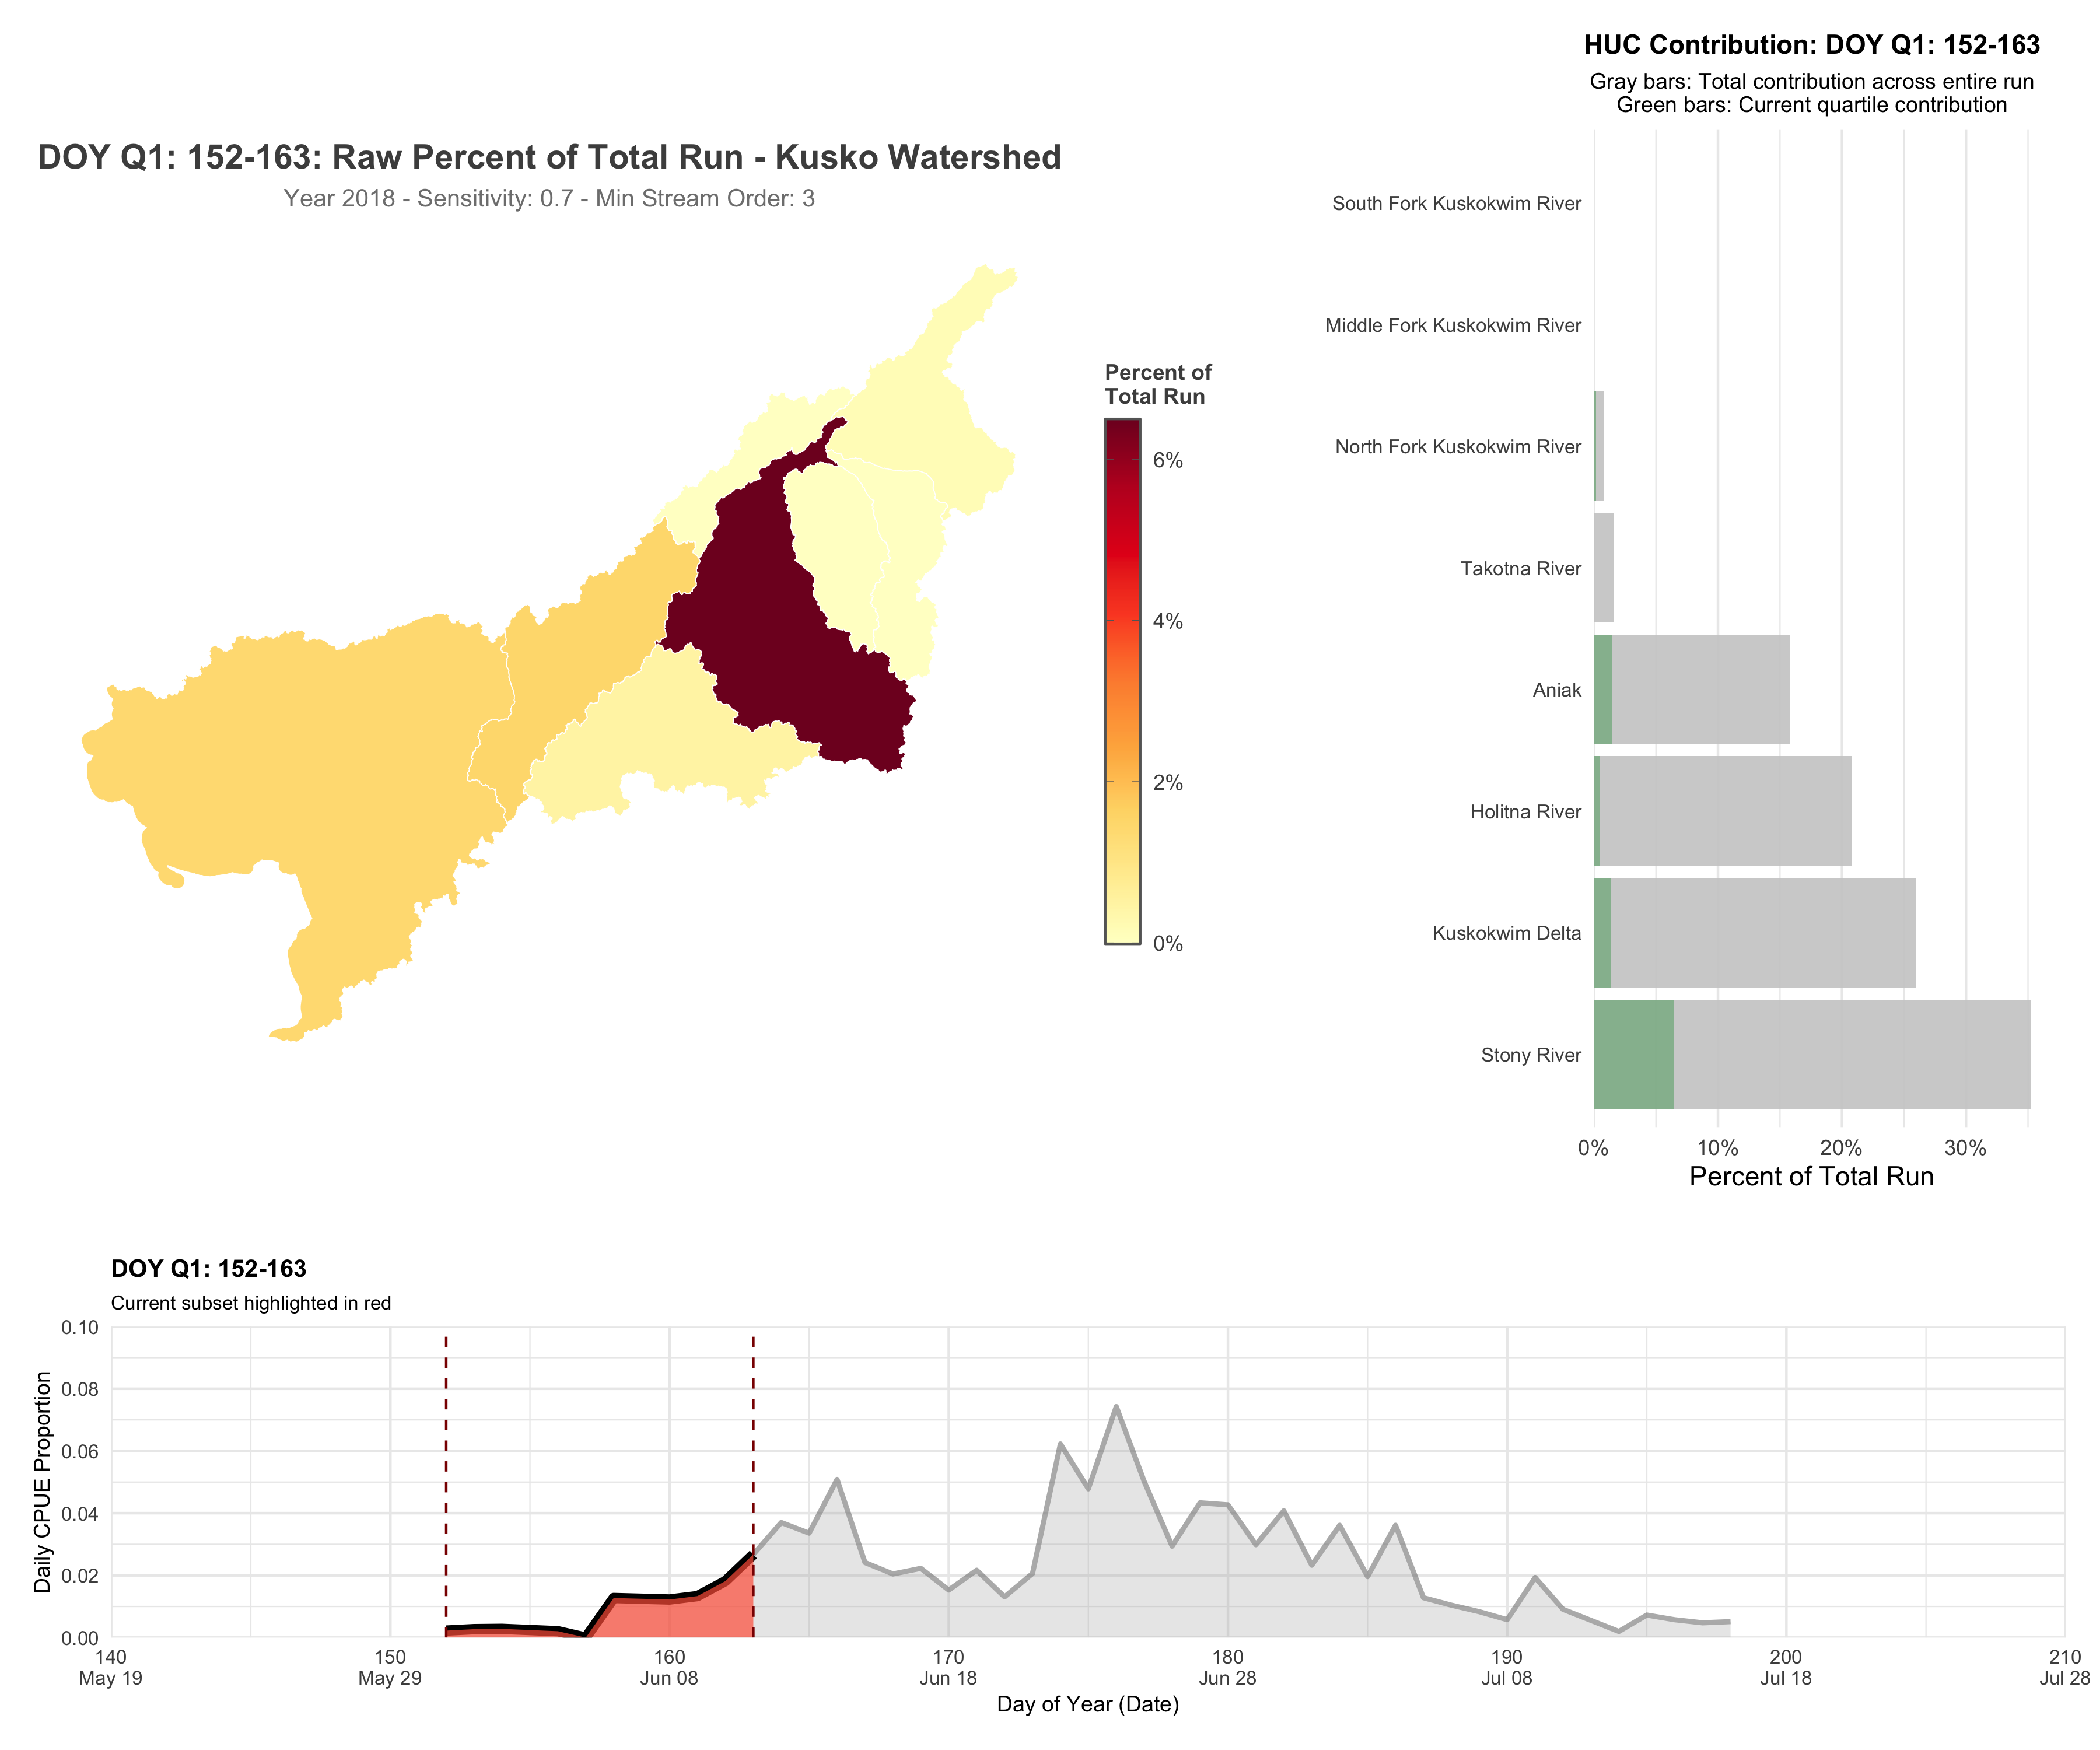 HUC Contribution: DOY Q1: 152-163
Gray bars: Total contribution across entire run
Green bars: Current quartile contribution
DOY Q1: 152-163: Raw Percent of Total Run - Kusko Watershed
Year 2018 - Sensitivity: 0.7 - Min Stream Order: 3
Percent of
Total Run
6%
4%
2%
0%
South Fork Kuskokwim River
Middle Fork Kuskokwim River
North Fork Kuskokwim River
Takotna River
Aniak
Holitna River
Kuskokwim Delta
Stony River
0% 10% 20% 30%
Percent of Total Run
DOY Q1: 152-163
Current subset highlighted in red
Daily CPUE Proportion
0.10
0.08
0.06
0.04
0.02
0.00
140 150 160 170 180 190 200 210
May 19 May 29 Jun 08 Jun 18 Jun 28 Jul 08 Jul 18 Jul 28
Day of Year (Date)